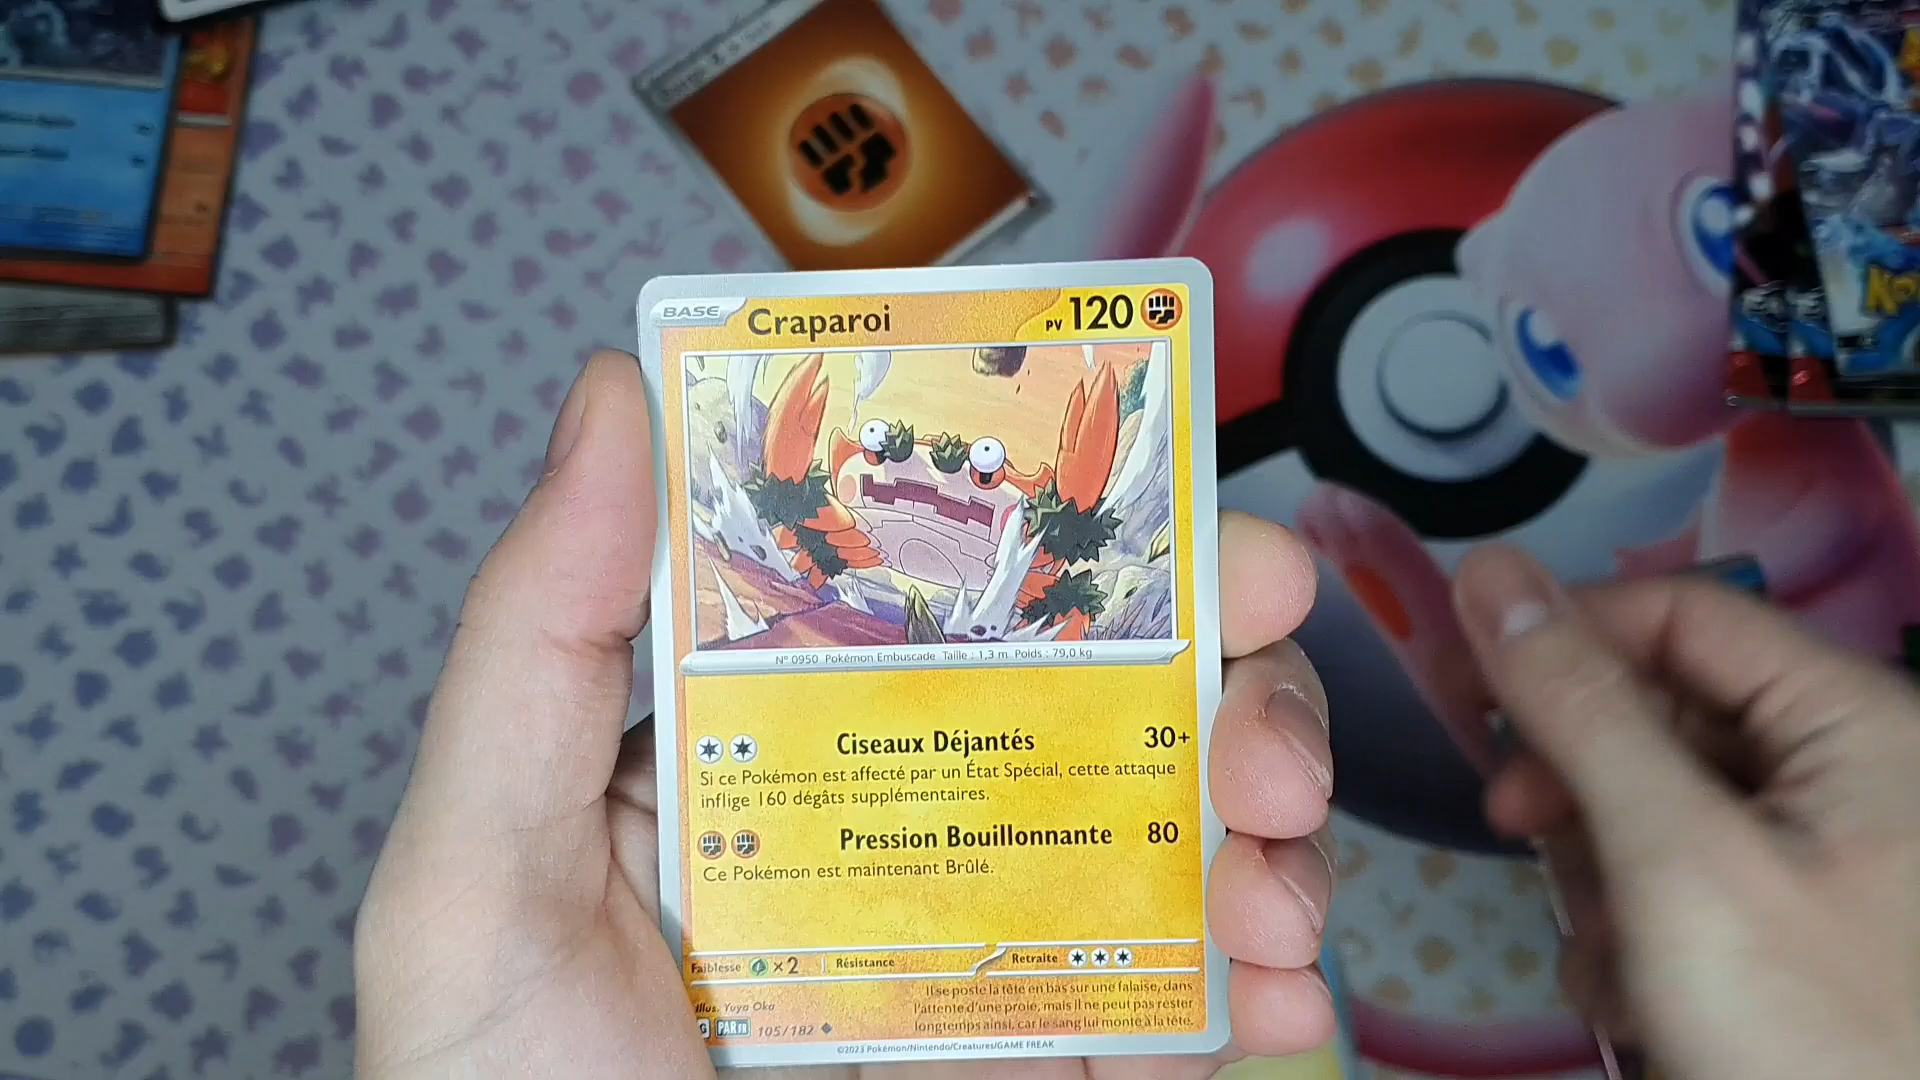 BASE Craparoi PV 120
N° 0950 Pokémon Embuscade Taille : 1,3 m Poids : 79,0 kg
Ciseaux Déjantés 30+
Si ce Pokémon est affecté par un État Spécial, cette attaque
inflige 160 dégâts supplémentaires.
Pression Bouillonnante 80
Ce Pokémon est maintenant Brûlé.
Faiblesse ×2 Résistance Retraite
Il se poste la tête en bas sur une falaise, dans
l'attente d'une proie, mais il ne peut pas rester
longtemps ainsi, car le sang lui monte à la tête.
Illus. Yuya Oka
G PAR FR 105/182
©2023 Pokémon/Nintendo/Creatures/GAME FREAK